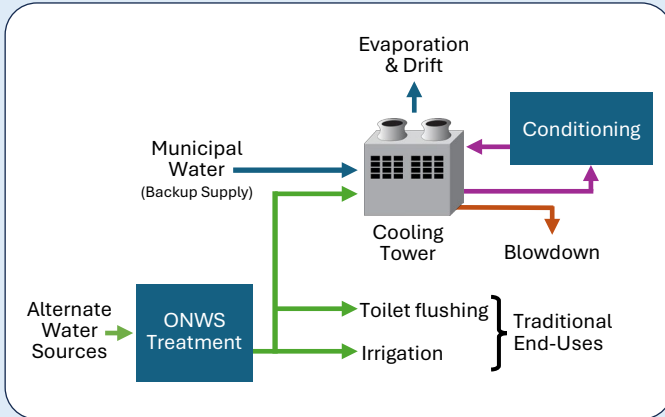 Evaporation
& Drift
Conditioning
Municipal
Water
(Backup Supply)
Cooling
Tower
Blowdown
Alternate
Water
Sources
ONWS
Treatment
Toilet flushing
Irrigation
Traditional
End-Uses